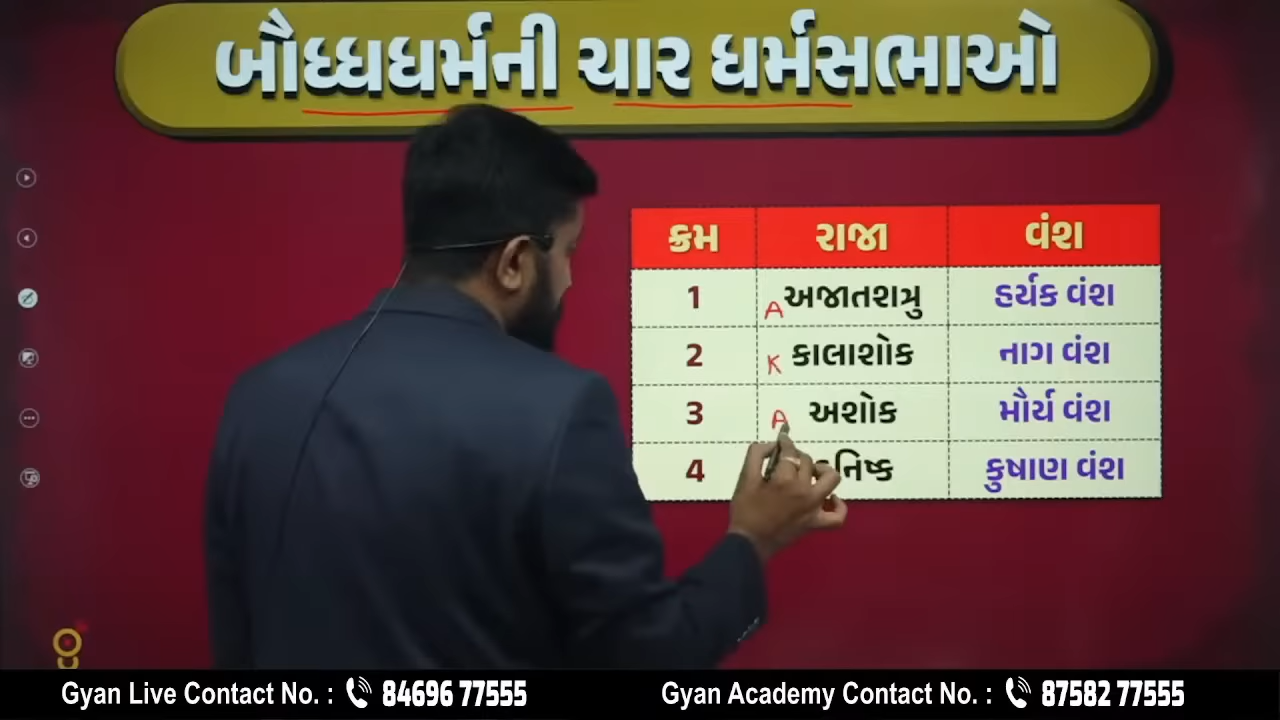 બૌધ્ધધર્મની ચાર ધર્મસભાઓ
ક્રમ રાજા વંશ
1 A અજાતશત્રુ હર્યક વંશ
2 K કાલાશોક નાગ વંશ
3 A અશોક મૌર્ય વંશ
4 કુષાણ વંશ
Gyan Live Contact No. : 84696 77555 Gyan Academy Contact No. : 87582 77555